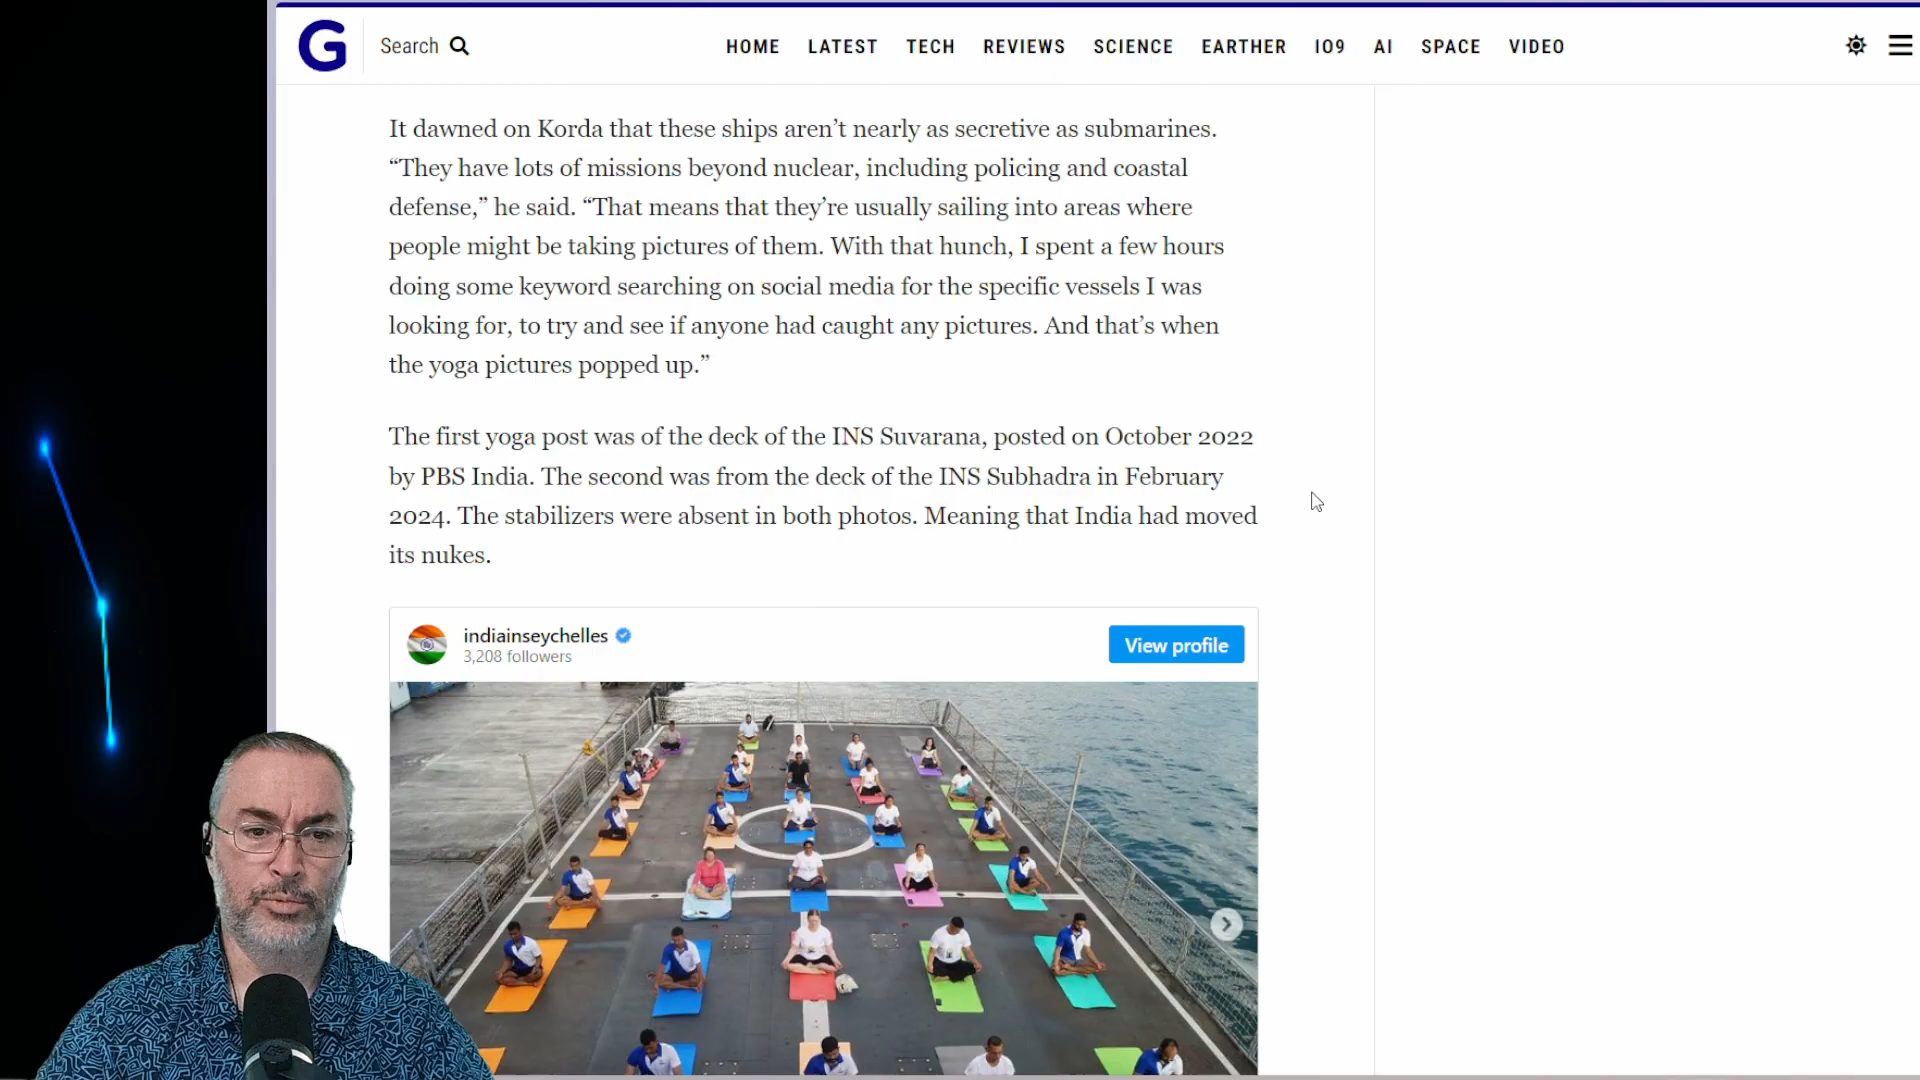 G
Search
HOME LATEST TECH REVIEWS SCIENCE EARTHER IO9 AI SPACE VIDEO
It dawned on Korda that these ships aren’t nearly as secretive as submarines.
“They have lots of missions beyond nuclear, including policing and coastal
defense,” he said. “That means that they’re usually sailing into areas where
people might be taking pictures of them. With that hunch, I spent a few hours
doing some keyword searching on social media for the specific vessels I was
looking for, to try and see if anyone had caught any pictures. And that’s when
the yoga pictures popped up.”
The first yoga post was of the deck of the INS Suvarana, posted on October 2022
by PBS India. The second was from the deck of the INS Subhadra in February
2024. The stabilizers were absent in both photos. Meaning that India had moved
its nukes.
indiainseychelles
3,208 followers
View profile